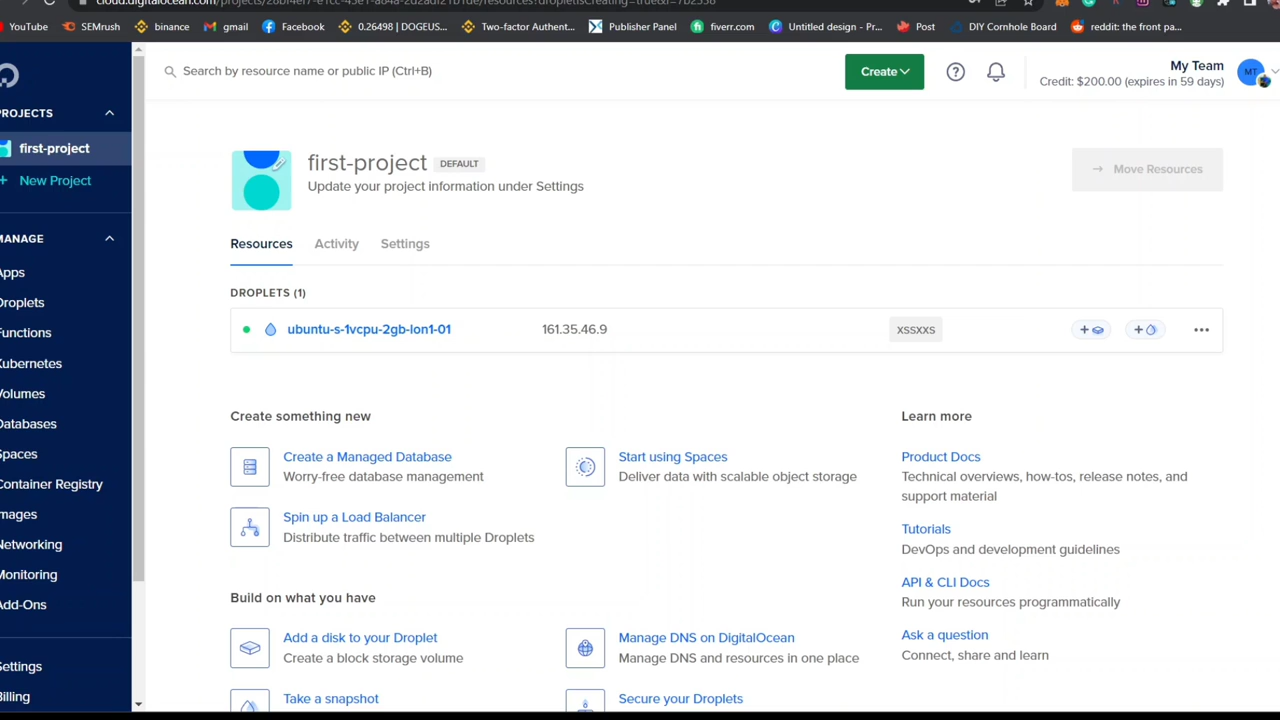 YouTube
SEMrush
binance
gmail
Facebook
0.26498 | DOGEUS...
Two-factor Authent...
Publisher Panel
fiverr.com
Untitled design - Pr...
Post
DIY Cornhole Board
reddit: the front pa...
Search by resource name or public IP (Ctrl+B)
Create
My Team
Credit: $200.00 (expires in 59 days)
MT
PROJECTS
first-project
+ New Project
MANAGE
Apps
Droplets
Functions
Kubernetes
Volumes
Databases
Spaces
Container Registry
Images
Networking
Monitoring
Add-Ons
Settings
Billing
first-project
DEFAULT
Update your project information under Settings
→ Move Resources
Resources
Activity
Settings
DROPLETS (1)
ubuntu-s-1vcpu-2gb-lon1-01
161.35.46.9
XSSXXS
Create something new
Create a Managed Database
Worry-free database management
Start using Spaces
Deliver data with scalable object storage
Spin up a Load Balancer
Distribute traffic between multiple Droplets
Learn more
Product Docs
Technical overviews, how-tos, release notes, and
support material
Tutorials
DevOps and development guidelines
API & CLI Docs
Run your resources programmatically
Ask a question
Connect, share and learn
Build on what you have
Add a disk to your Droplet
Create a block storage volume
Manage DNS on DigitalOcean
Manage DNS and resources in one place
Take a snapshot
Secure your Droplets